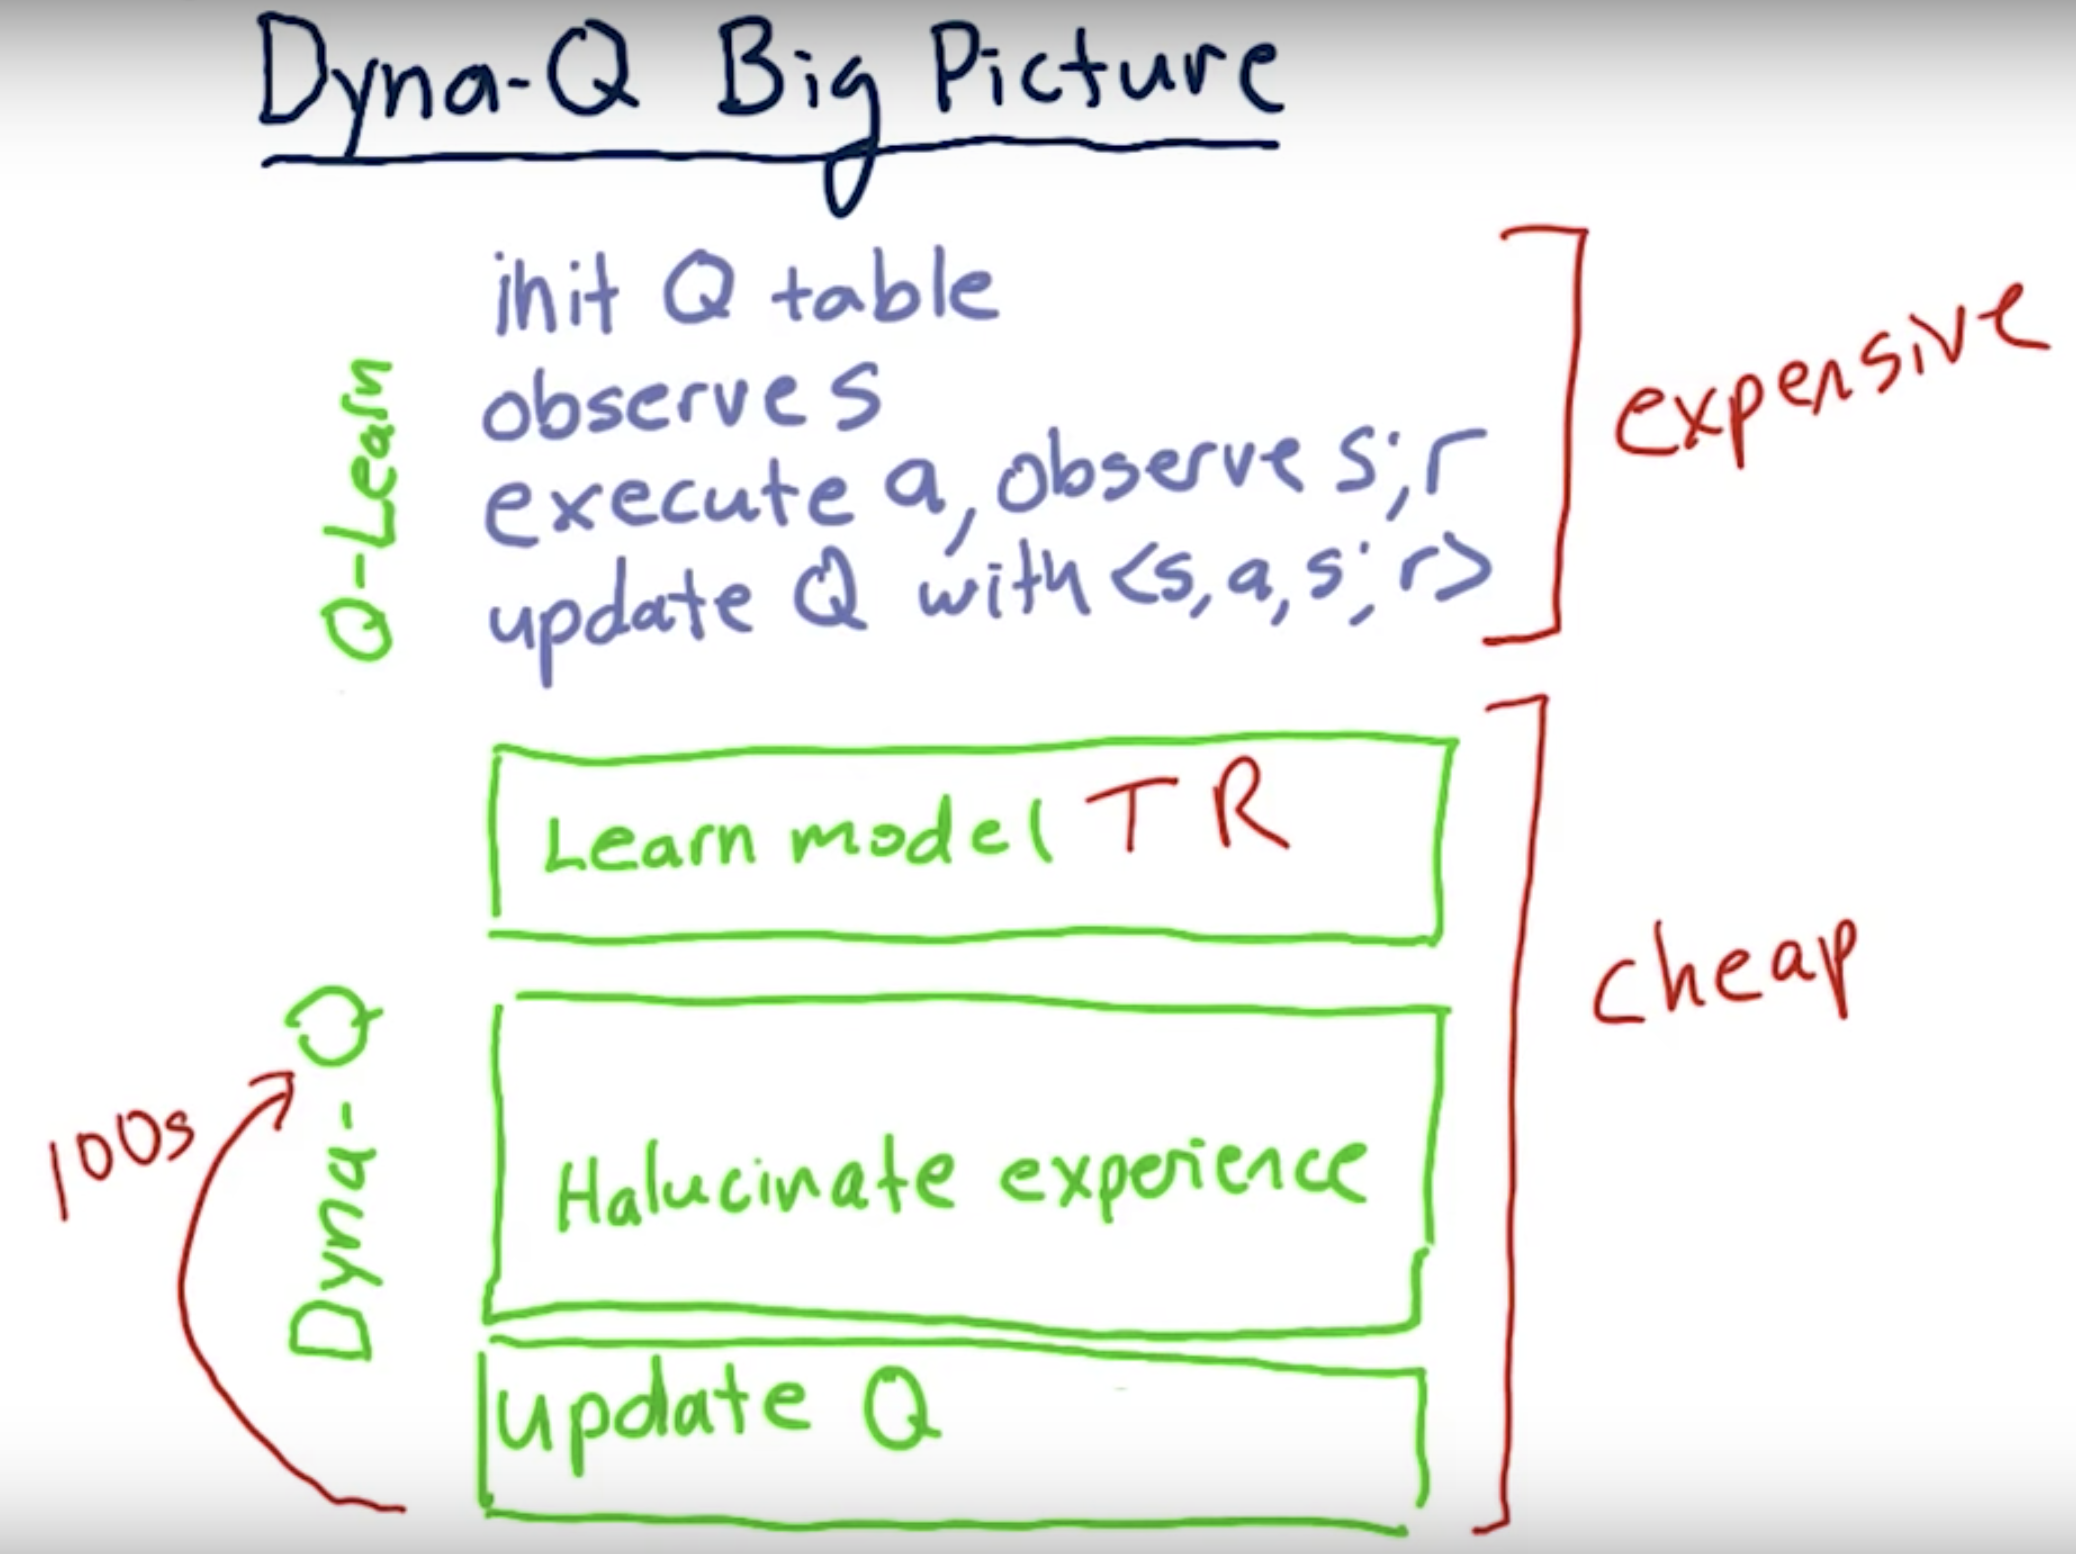 Dyna-Q Big Picture
init Q table
observe s
execute a, observe s', r
update Q with <s, a, s', r>
Q-Learn
expensive
Learn model T R
Halucinate experience
update Q
Dyna-Q
100s
cheap